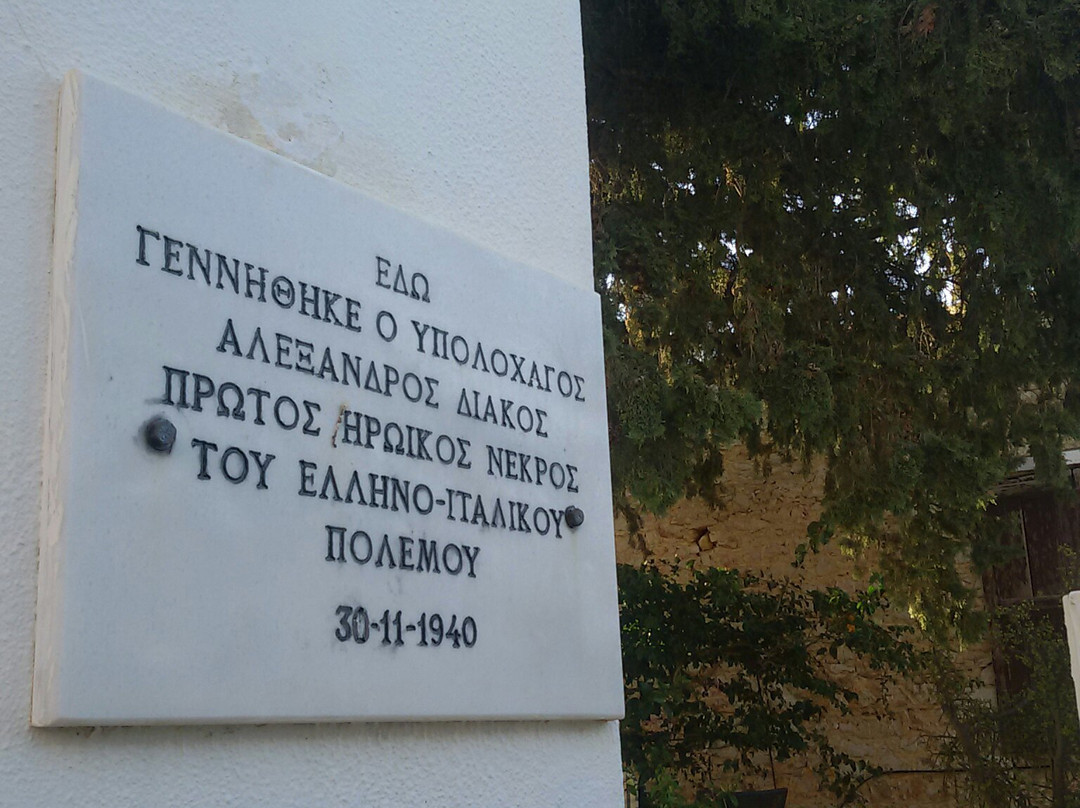 ΕΔΩ
ΓΕΝΝΗΘΗΚΕ Ο ΥΠΟΛΟΧΑΓΟΣ
ΑΛΕΞΑΝΔΡΟΣ ΔΙΑΚΟΣ
ΠΡΩΤΟΣ ΗΡΩΙΚΟΣ ΝΕΚΡΟΣ
ΤΟΥ ΕΛΛΗΝΟ-ΙΤΑΛΙΚΟΥ
ΠΟΛΕΜΟΥ
30-11-1940